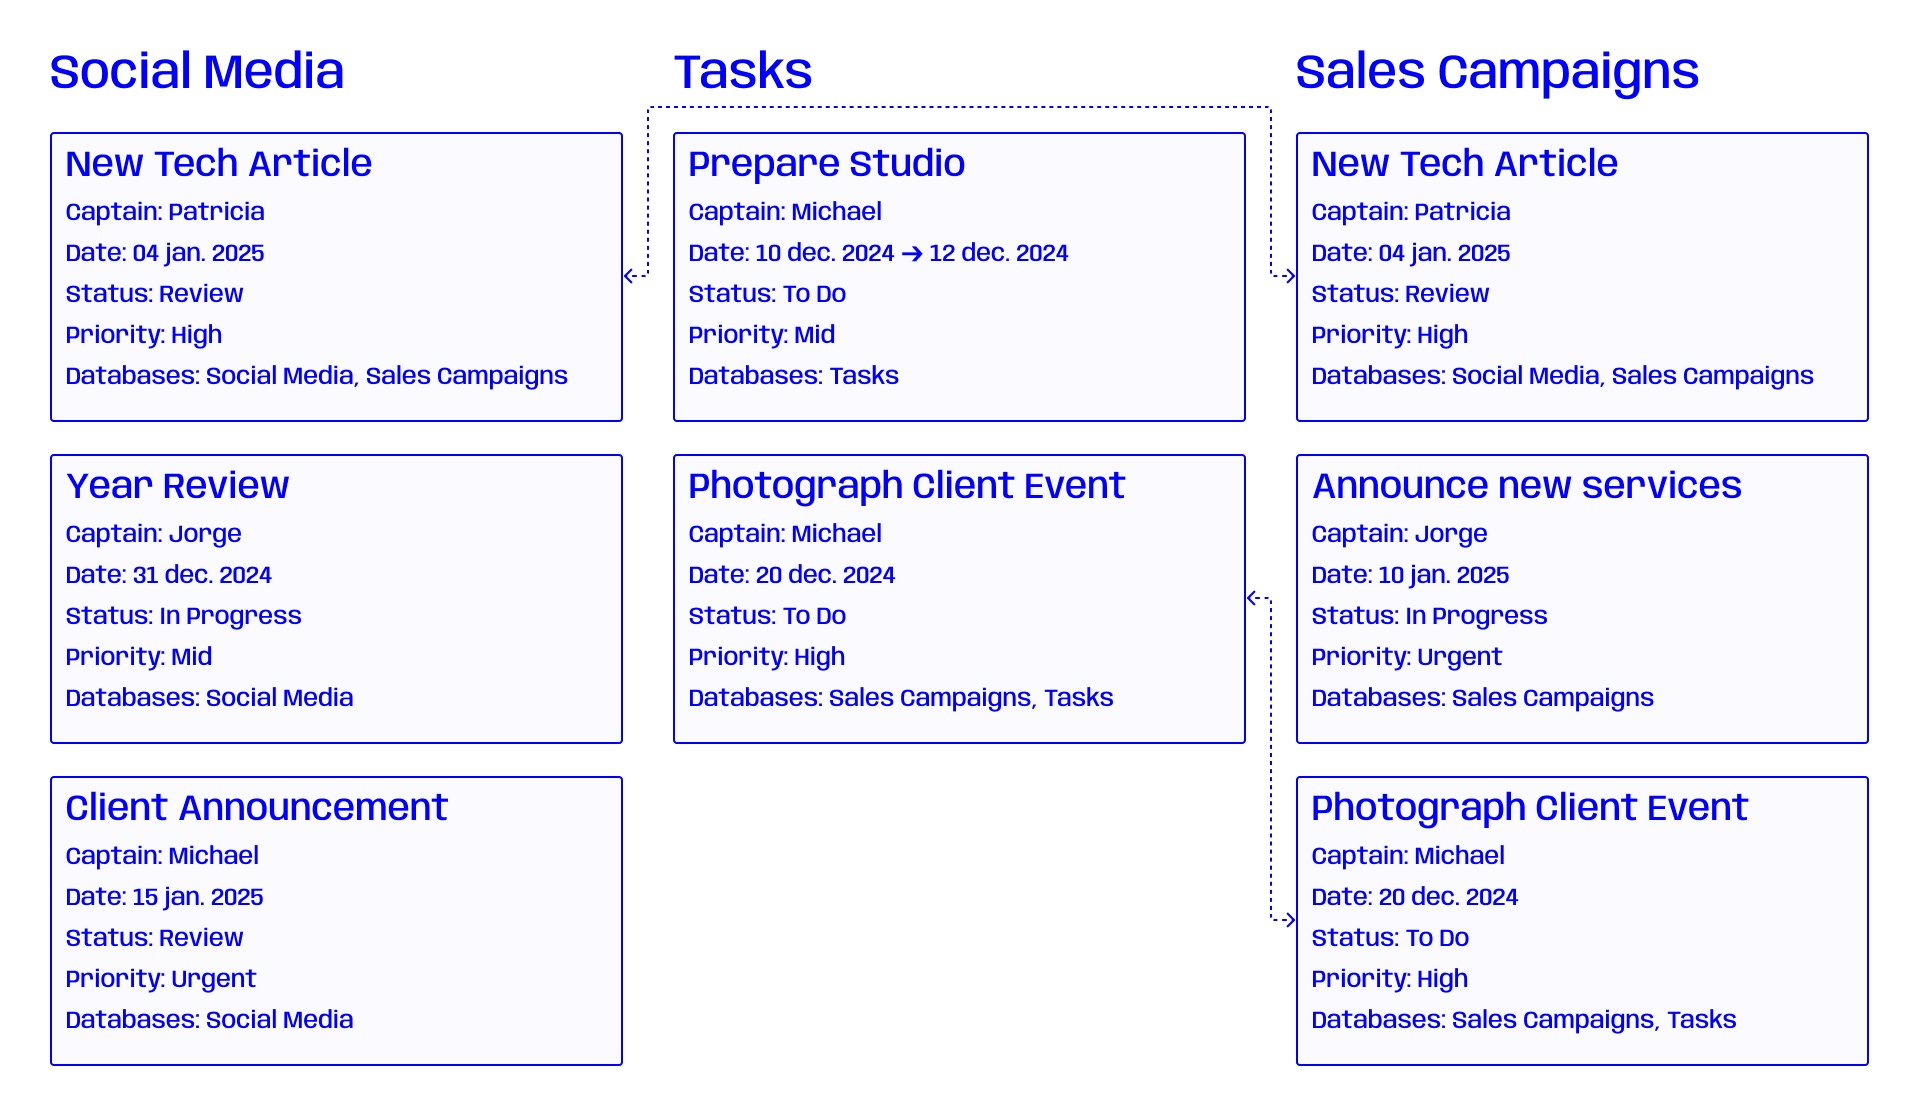 Social Media
New Tech Article
Captain: Patricia
Date: 04 jan. 2025
Status: Review
Priority: High
Databases: Social Media, Sales Campaigns
Year Review
Captain: Jorge
Date: 31 dec. 2024
Status: In Progress
Priority: Mid
Databases: Social Media
Client Announcement
Captain: Michael
Date: 15 jan. 2025
Status: Review
Priority: Urgent
Databases: Social Media
Tasks
Prepare Studio
Captain: Michael
Date: 10 dec. 2024 → 12 dec. 2024
Status: To Do
Priority: Mid
Databases: Tasks
Photograph Client Event
Captain: Michael
Date: 20 dec. 2024
Status: To Do
Priority: High
Databases: Sales Campaigns, Tasks
Sales Campaigns
New Tech Article
Captain: Patricia
Date: 04 jan. 2025
Status: Review
Priority: High
Databases: Social Media, Sales Campaigns
Announce new services
Captain: Jorge
Date: 10 jan. 2025
Status: In Progress
Priority: Urgent
Databases: Sales Campaigns
Photograph Client Event
Captain: Michael
Date: 20 dec. 2024
Status: To Do
Priority: High
Databases: Sales Campaigns, Tasks